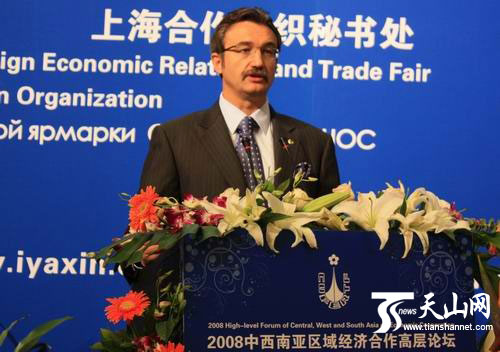 上海合作 织秘书处
ign Economic Relat and Trade Fair
n Organization
ой ярмарки С НОС
.iyaxin
2008 High-level Forum of Central, West and South Asia
2008中西南亚区域经济合作高层论坛
TS news 天山网
www.tianshannet.com